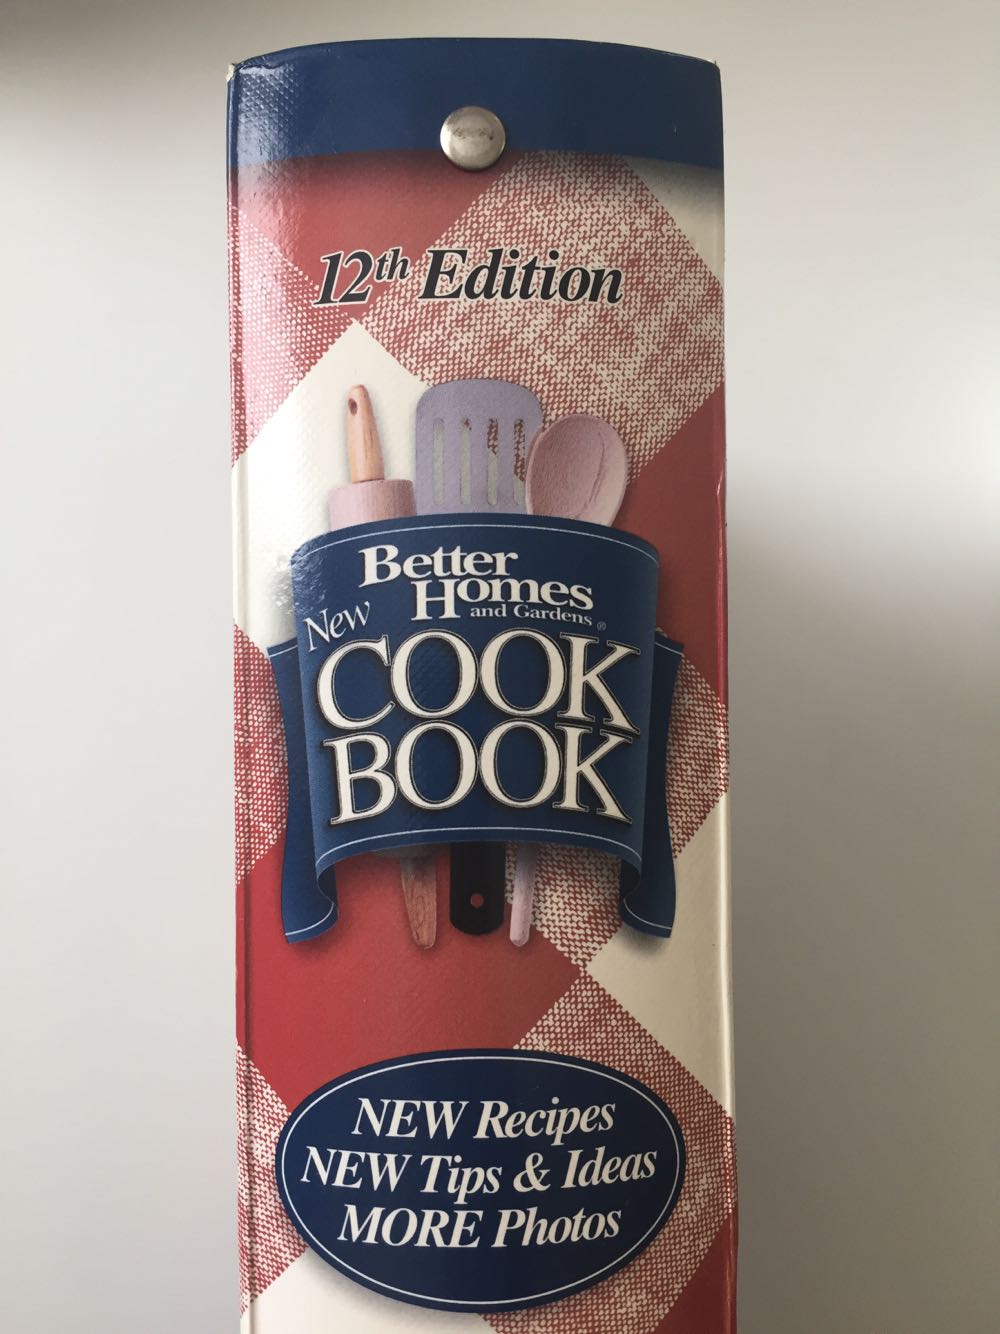 12th Edition
Better
Homes
and Gardens®
New
COOK
BOOK
NEW Recipes
NEW Tips & Ideas
MORE Photos